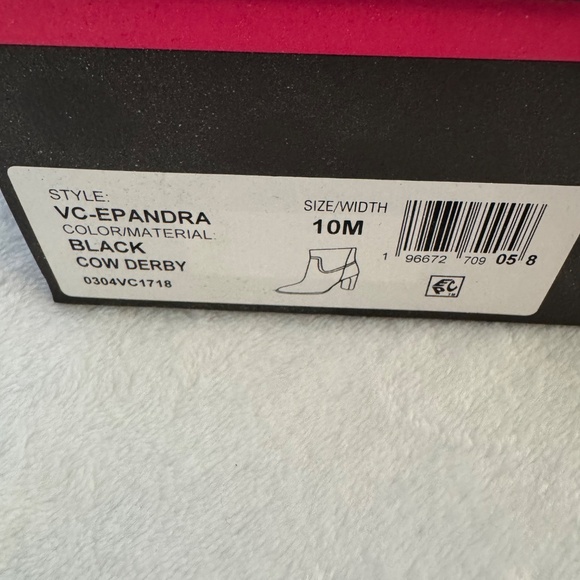 STYLE:
VC-EPANDRA
COLOR/MATERIAL:
BLACK
COW DERBY
0304VC1718
SIZE/WIDTH
10M
1 96672 709 05 8